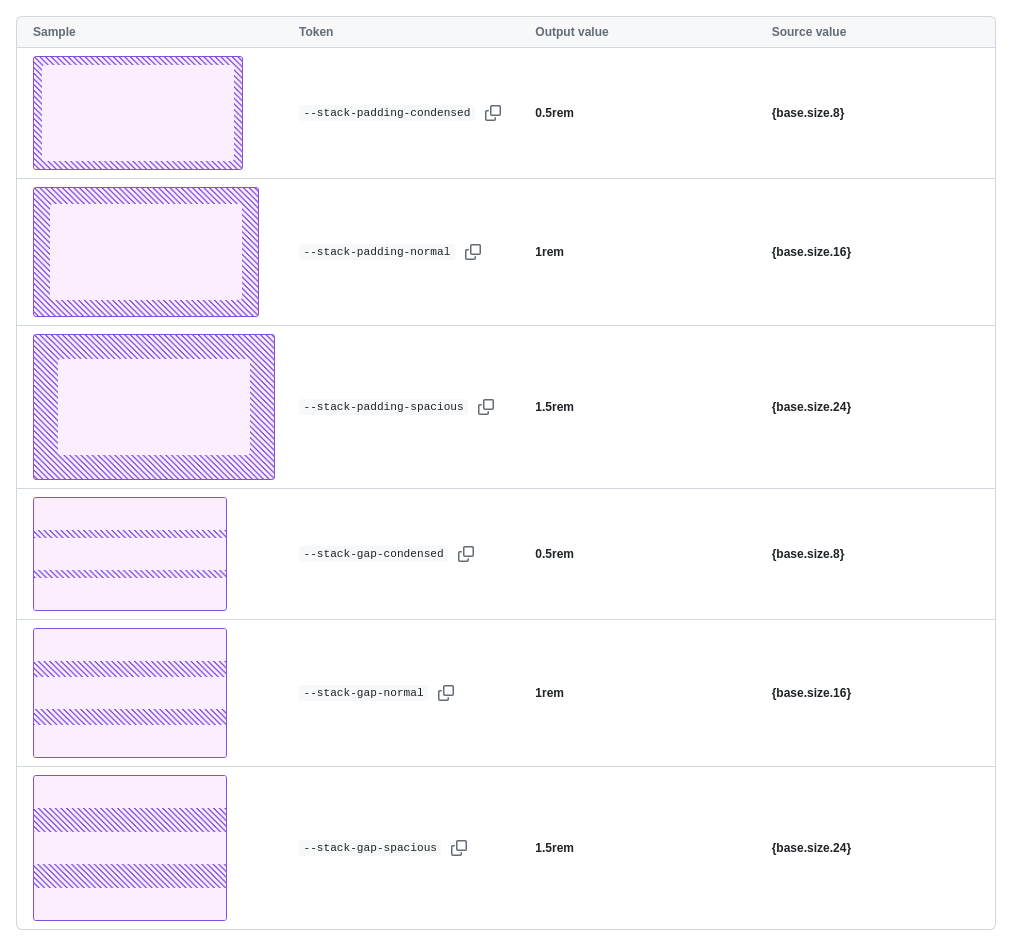 Sample Token Output value Source value
--stack-padding-condensed 0.5rem {base.size.8}
--stack-padding-normal 1rem {base.size.16}
--stack-padding-spacious 1.5rem {base.size.24}
--stack-gap-condensed 0.5rem {base.size.8}
--stack-gap-normal 1rem {base.size.16}
--stack-gap-spacious 1.5rem {base.size.24}